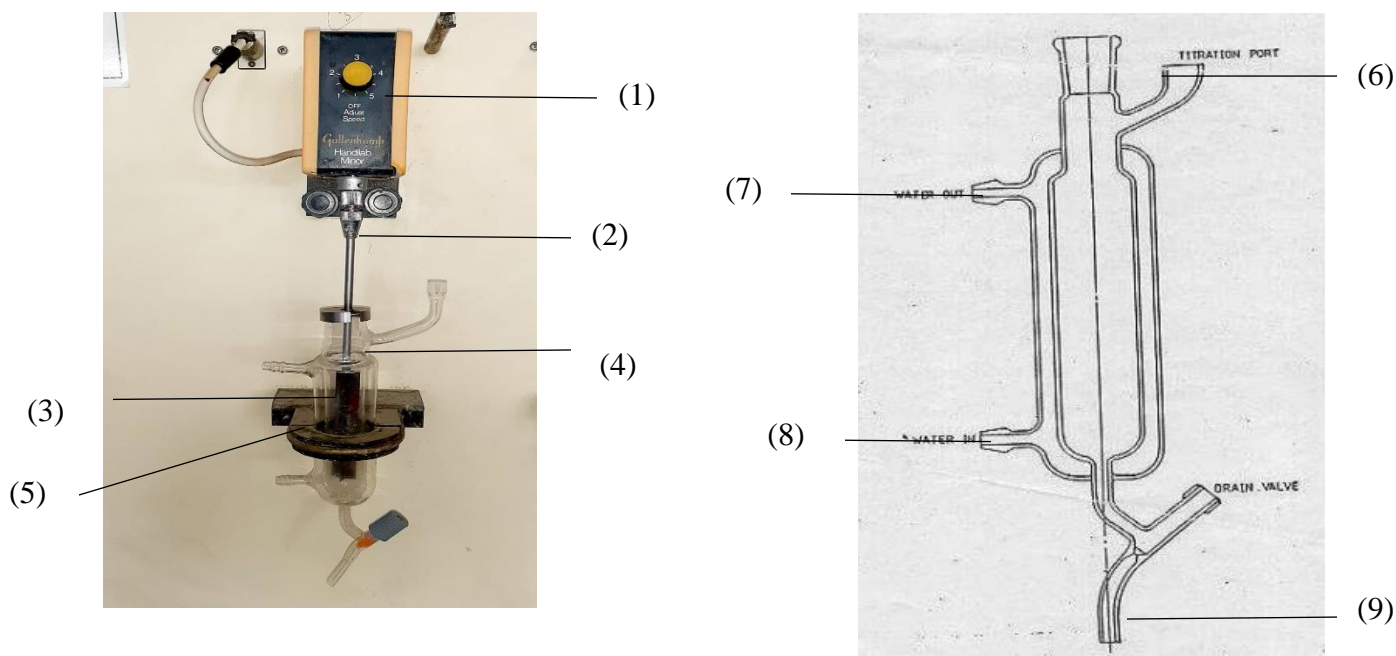 3
2 4
1 5
OFF
Adjust
Speed
Gallenkamp
Handilab
Minor
(1)
(2)
(3)
(4)
(5)
TITRATION PORT
(6)
(7)
WATER OUT
(8)
WATER IN
DRAIN VALVE
(9)